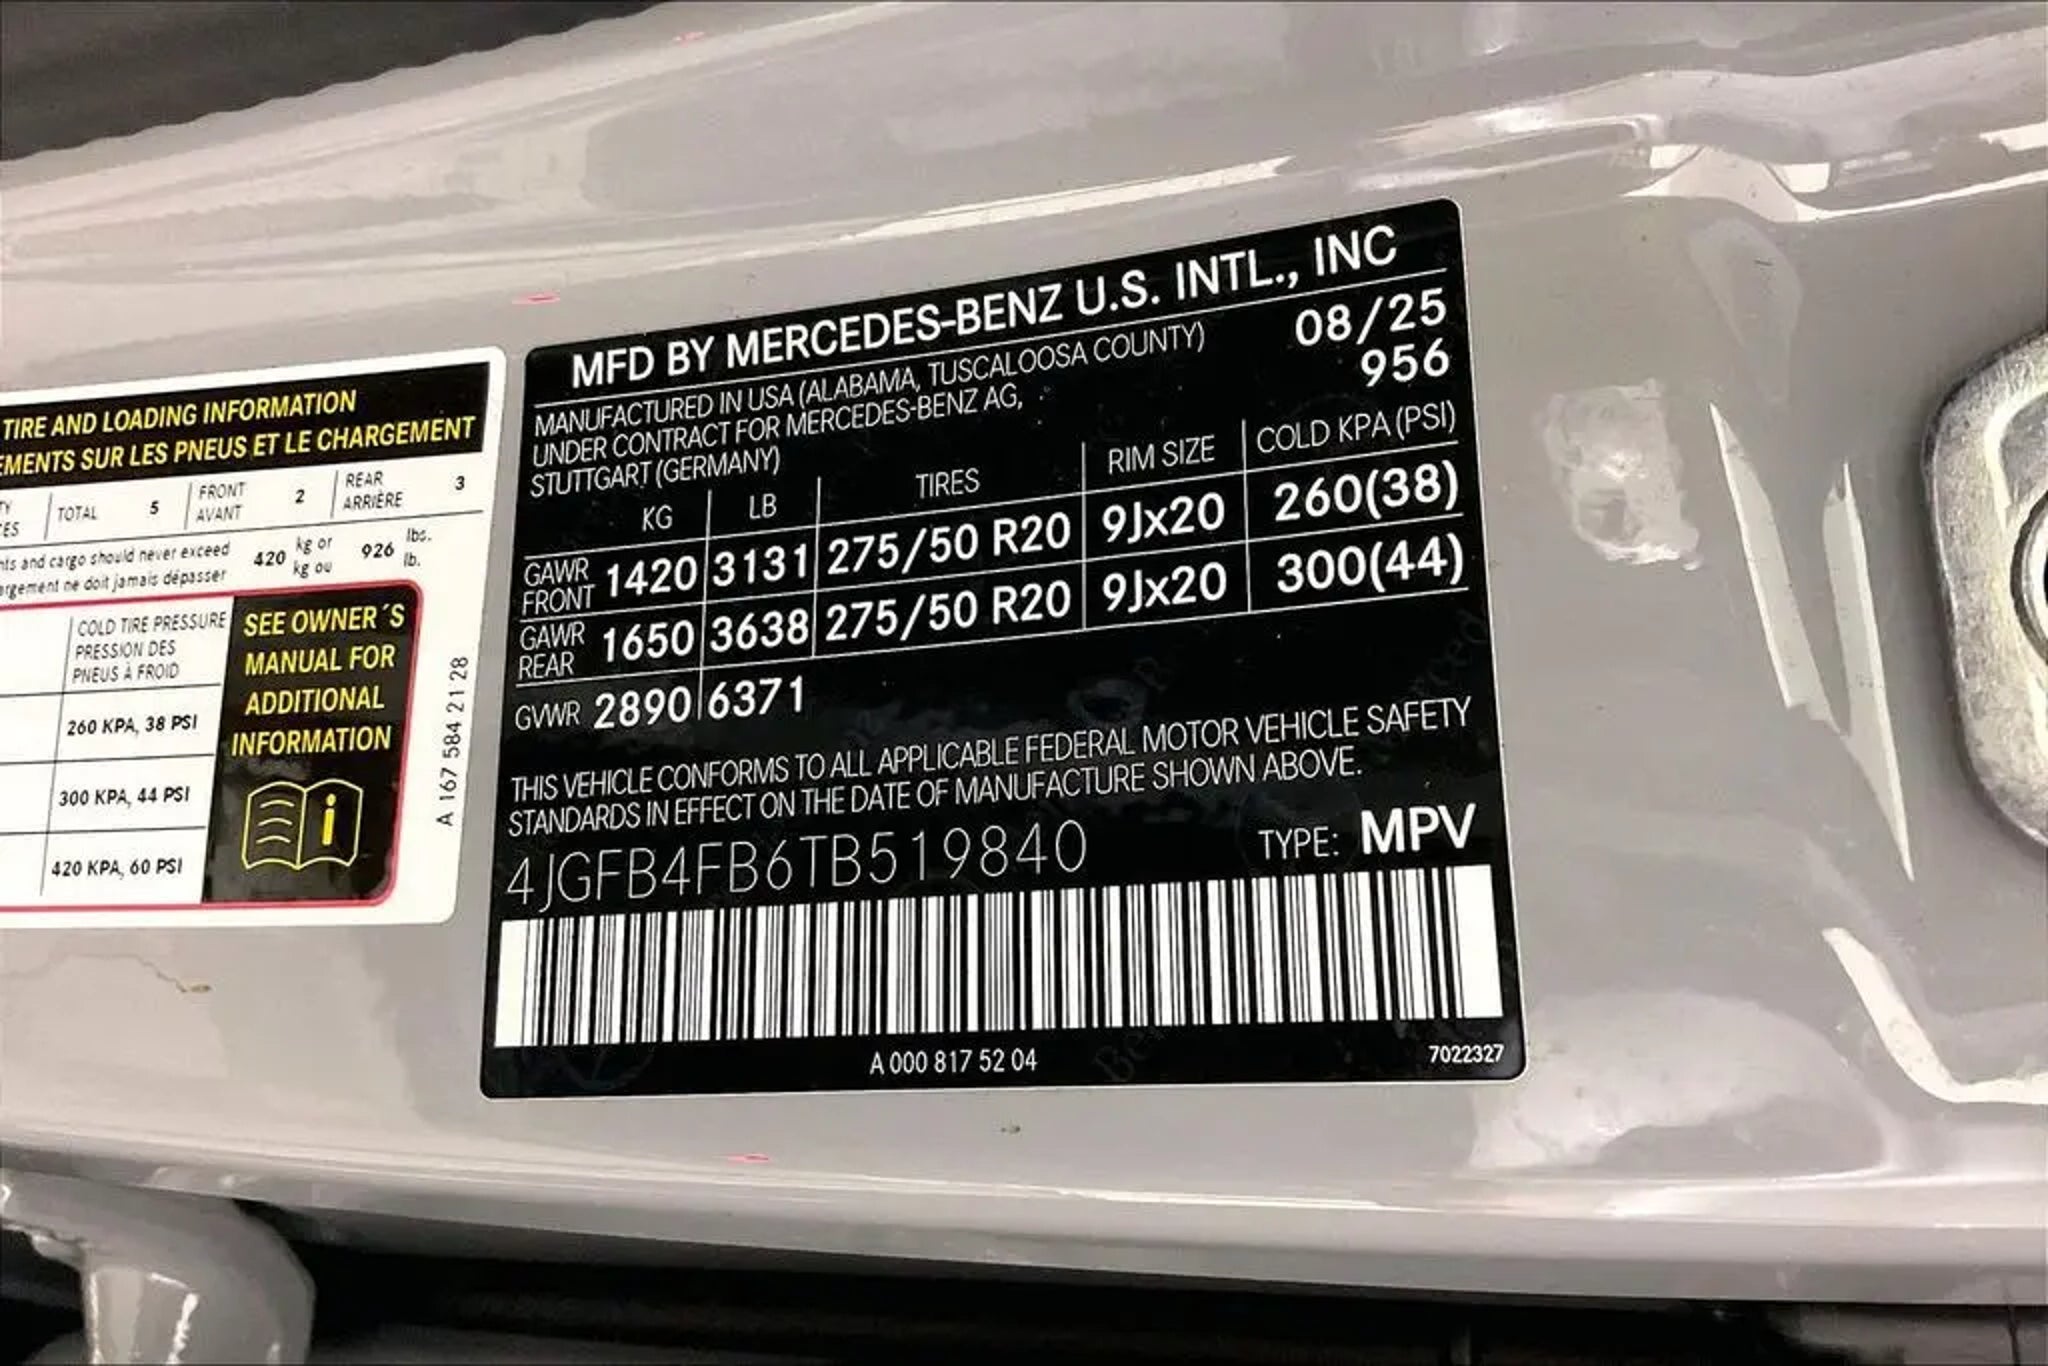 TIRE AND LOADING INFORMATION
SUR LES PNEUS ET LE CHARGEMENT
TOTAL 5 FRONT AVANT 2 REAR ARRIÈRE 3
and cargo should never exceed 420 kg or 926 lbs.
ne doit jamais dépasser kg ou lb.
COLD TIRE PRESSURE
PRESSION DES
PNEUS À FROID
260 KPA, 38 PSI
300 KPA, 44 PSI
420 KPA, 60 PSI
SEE OWNER´S
MANUAL FOR
ADDITIONAL
INFORMATION
i
A 167 584 21 28
MFD BY MERCEDES-BENZ U.S. INTL., INC
MANUFACTURED IN USA (ALABAMA, TUSCALOOSA COUNTY) 08/25
UNDER CONTRACT FOR MERCEDES-BENZ AG, 956
STUTTGART (GERMANY)
KG LB TIRES RIM SIZE COLD KPA (PSI)
GAWR FRONT 1420 3131 275/50 R20 9Jx20 260(38)
GAWR REAR 1650 3638 275/50 R20 9Jx20 300(44)
GVWR 2890 6371
THIS VEHICLE CONFORMS TO ALL APPLICABLE FEDERAL MOTOR VEHICLE SAFETY
STANDARDS IN EFFECT ON THE DATE OF MANUFACTURE SHOWN ABOVE.
4JGFB4FB6TB519840 TYPE: MPV
A 000 817 52 04 7022327